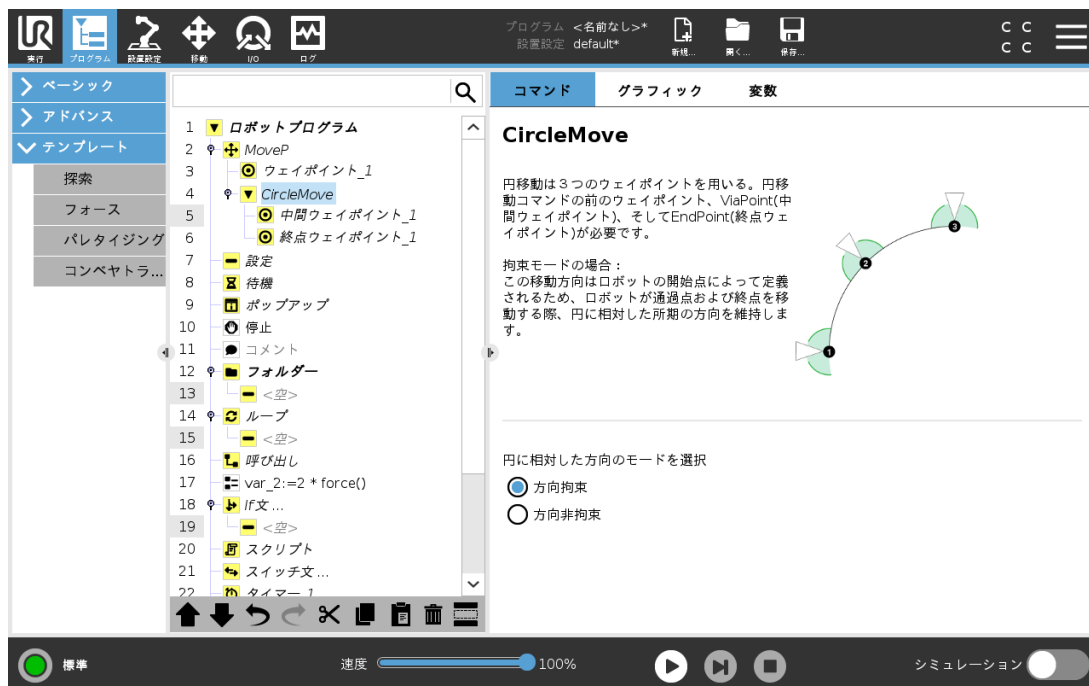 UR
実行
プログラム
設置設定
移動
I/O
ログ
プログラム <名前なし>*
設置設定 default*
新規...
開く...
保存...
C C
C C
ベーシック
アドバンス
テンプレート
探索
フォース
パレタイジング
コンベヤトラ...
1 ロボットプログラム
2 MoveP
3 ウェイポイント_1
4 CircleMove
5 中間ウェイポイント_1
6 終点ウェイポイント_1
7 設定
8 待機
9 ポップアップ
10 停止
11 コメント
12 フォルダー
13 <空>
14 ループ
15 <空>
16 呼び出し
17 var_2:=2 * force()
18 If文 ...
19 <空>
20 スクリプト
21 スイッチ文 ...
22 タイマー_1
コマンド グラフィック 変数
CircleMove
円移動は３つのウェイポイントを用いる。円移
動コマンドの前のウェイポイント、ViaPoint(中
間ウェイポイント)、そしてEndPoint(終点ウェ
イポイント)が必要です。
拘束モードの場合：
この移動方向はロボットの開始点によって定義
されるため、ロボットが通過点および終点を移
動する際、円に相対した所期の方向を維持しま
す。
3
2
1
円に相対した方向のモードを選択
方向拘束
方向非拘束
標準
速度
100%
シミュレーション